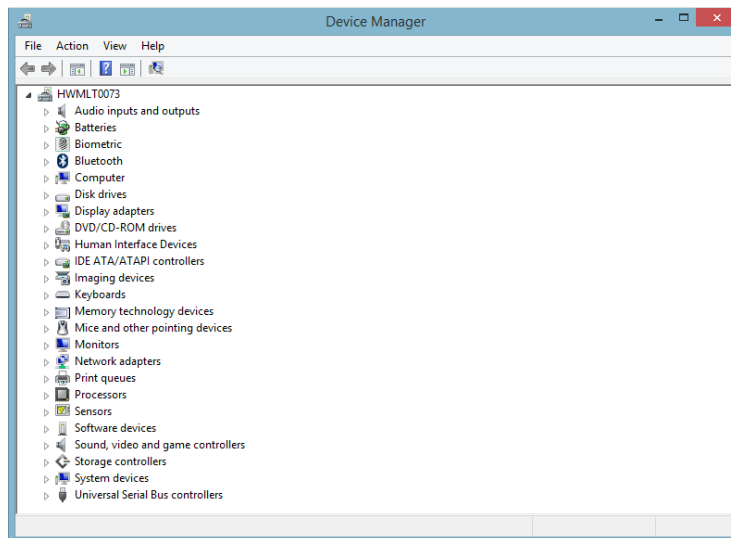 Device Manager
File Action View Help
HWMLT0073
Audio inputs and outputs
Batteries
Biometric
Bluetooth
Computer
Disk drives
Display adapters
DVD/CD-ROM drives
Human Interface Devices
IDE ATA/ATAPI controllers
Imaging devices
Keyboards
Memory technology devices
Mice and other pointing devices
Monitors
Network adapters
Print queues
Processors
Sensors
Software devices
Sound, video and game controllers
Storage controllers
System devices
Universal Serial Bus controllers